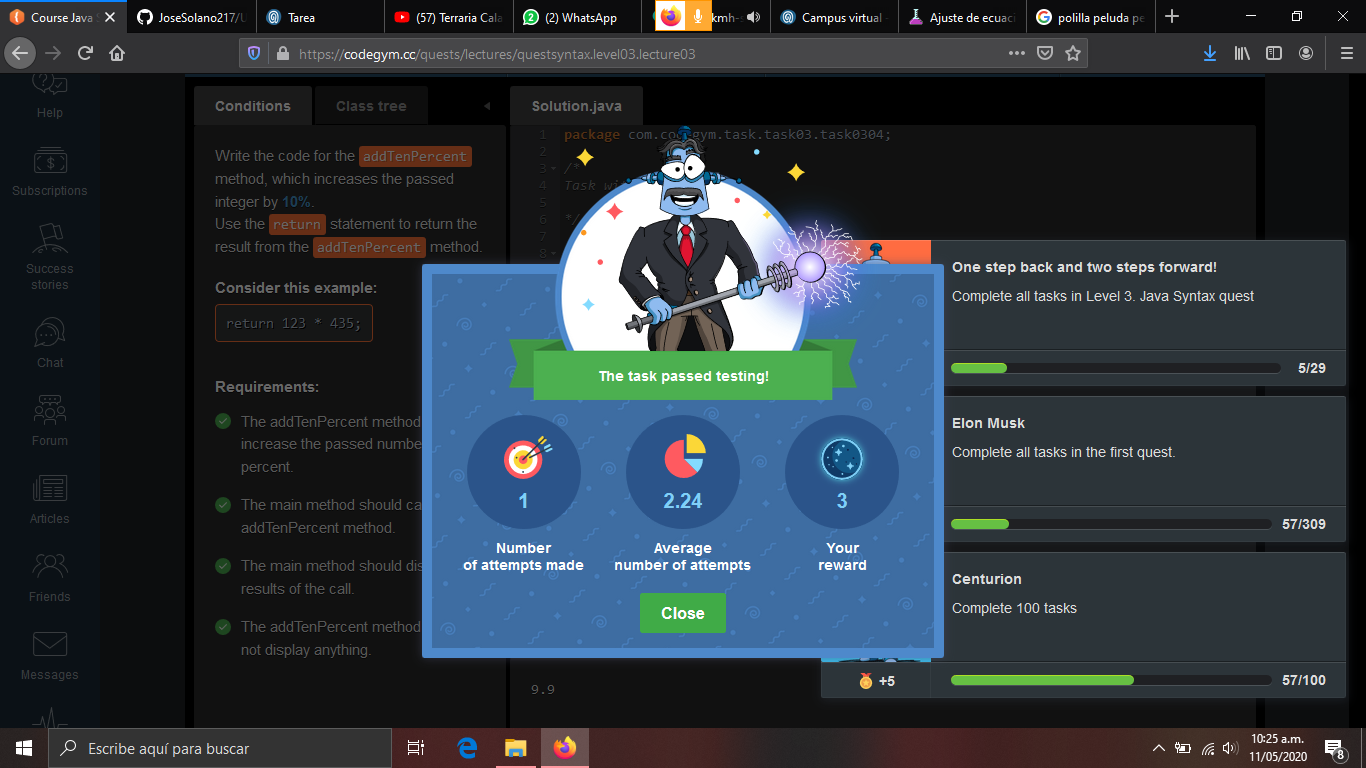 Course Java S
JoseSolano217/U
Tarea
(57) Terraria Cala
(2) WhatsApp
kmh-
Campus virtual -
Ajuste de ecuaci
polilla peluda pe
https://codegym.cc/quests/lectures/questsyntax.level03.lecture03
Help
Subscriptions
Success
stories
Chat
Forum
Articles
Friends
Messages
Conditions
Class tree
Write the code for the addTenPercent
method, which increases the passed
integer by 10%.
Use the return statement to return the
result from the addTenPercent method.
Consider this example:
return 123 * 435;
Requirements:
The addTenPercent method
increase the passed numbe
percent.
The main method should ca
addTenPercent method.
The main method should dis
results of the call.
The addTenPercent method
not display anything.
Solution.java
1 package com.codegym.task.task03.task0304;
2
3 /*
4 Task wi
5
6 */
7
8
9.9
The task passed testing!
1
Number
of attempts made
2.24
Average
number of attempts
3
Your
reward
Close
One step back and two steps forward!
Complete all tasks in Level 3. Java Syntax quest
5/29
Elon Musk
Complete all tasks in the first quest.
57/309
Centurion
Complete 100 tasks
+5
57/100
Escribe aquí para buscar
10:25 a.m.
11/05/2020
8